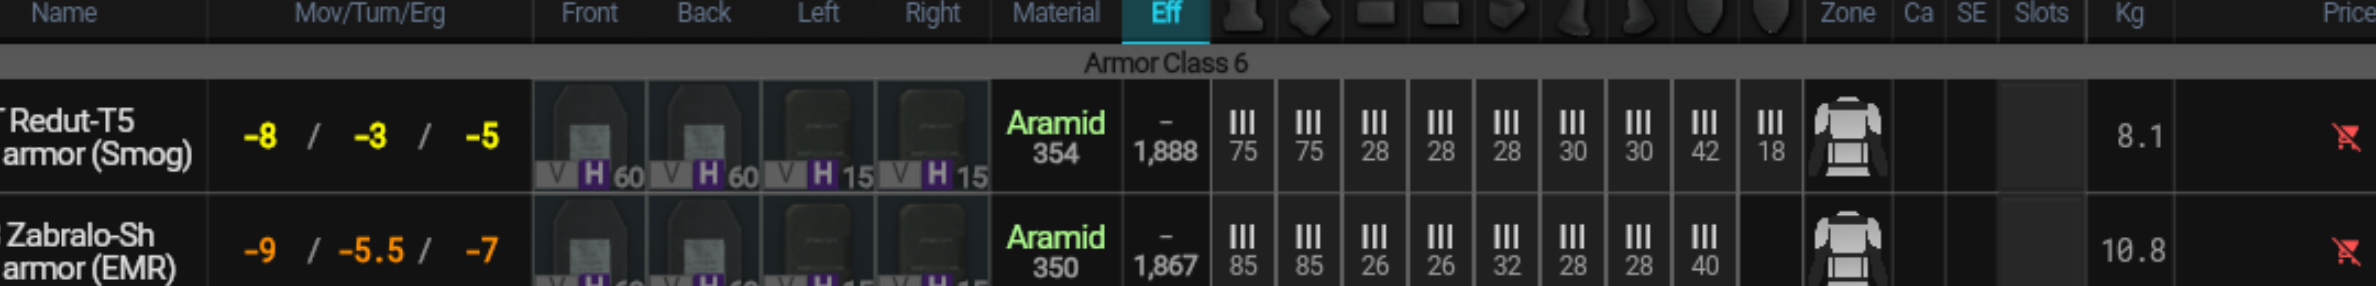 Name Mov/Turn/Erg Front Back Left Right Material Eff Zone Ca SE Slots Kg Price
Armor Class 6
Redut-T5
armor (Smog)
-8 / -3 / -5
V H 60 V H 60 V H 15 V H 15
Aramid
354
–
1,888
III III III III III III III III III
75 75 28 28 28 30 30 42 18
8.1
Zabralo-Sh
armor (EMR)
-9 / -5.5 / -7
V H V H V H V H
Aramid
350
–
1,867
III III III III III III III III
85 85 26 26 32 28 28 40
10.8